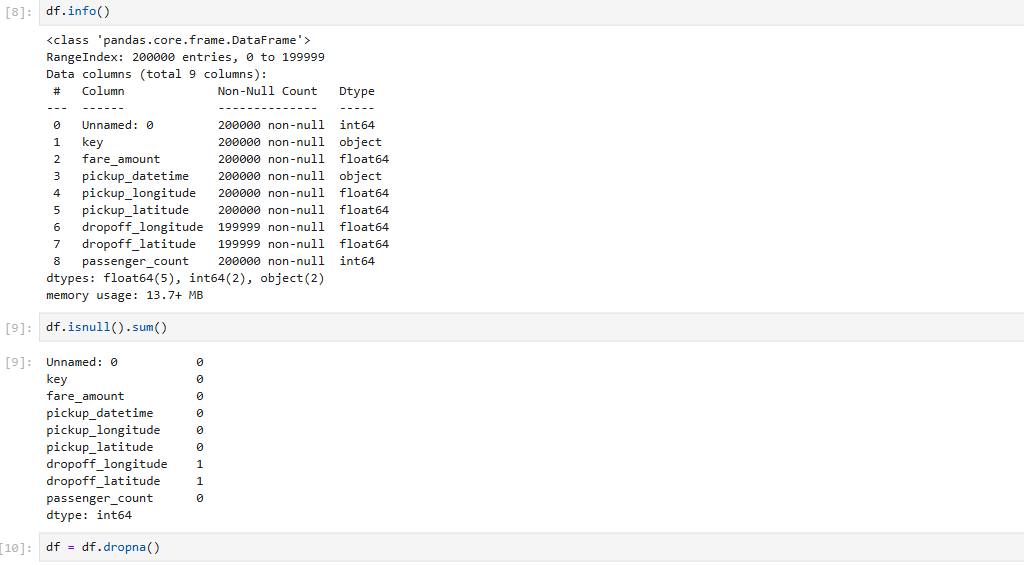 [8]: df.info()
<class 'pandas.core.frame.DataFrame'>
RangeIndex: 200000 entries, 0 to 199999
Data columns (total 9 columns):
 #   Column             Non-Null Count   Dtype
---  ------             --------------   -----
 0   Unnamed: 0         200000 non-null  int64
 1   key                200000 non-null  object
 2   fare_amount        200000 non-null  float64
 3   pickup_datetime    200000 non-null  object
 4   pickup_longitude   200000 non-null  float64
 5   pickup_latitude    200000 non-null  float64
 6   dropoff_longitude  199999 non-null  float64
 7   dropoff_latitude   199999 non-null  float64
 8   passenger_count    200000 non-null  int64
dtypes: float64(5), int64(2), object(2)
memory usage: 13.7+ MB
[9]: df.isnull().sum()
[9]: Unnamed: 0           0
key                  0
fare_amount          0
pickup_datetime      0
pickup_longitude     0
pickup_latitude      0
dropoff_longitude    1
dropoff_latitude     1
passenger_count      0
dtype: int64
[10]: df = df.dropna()